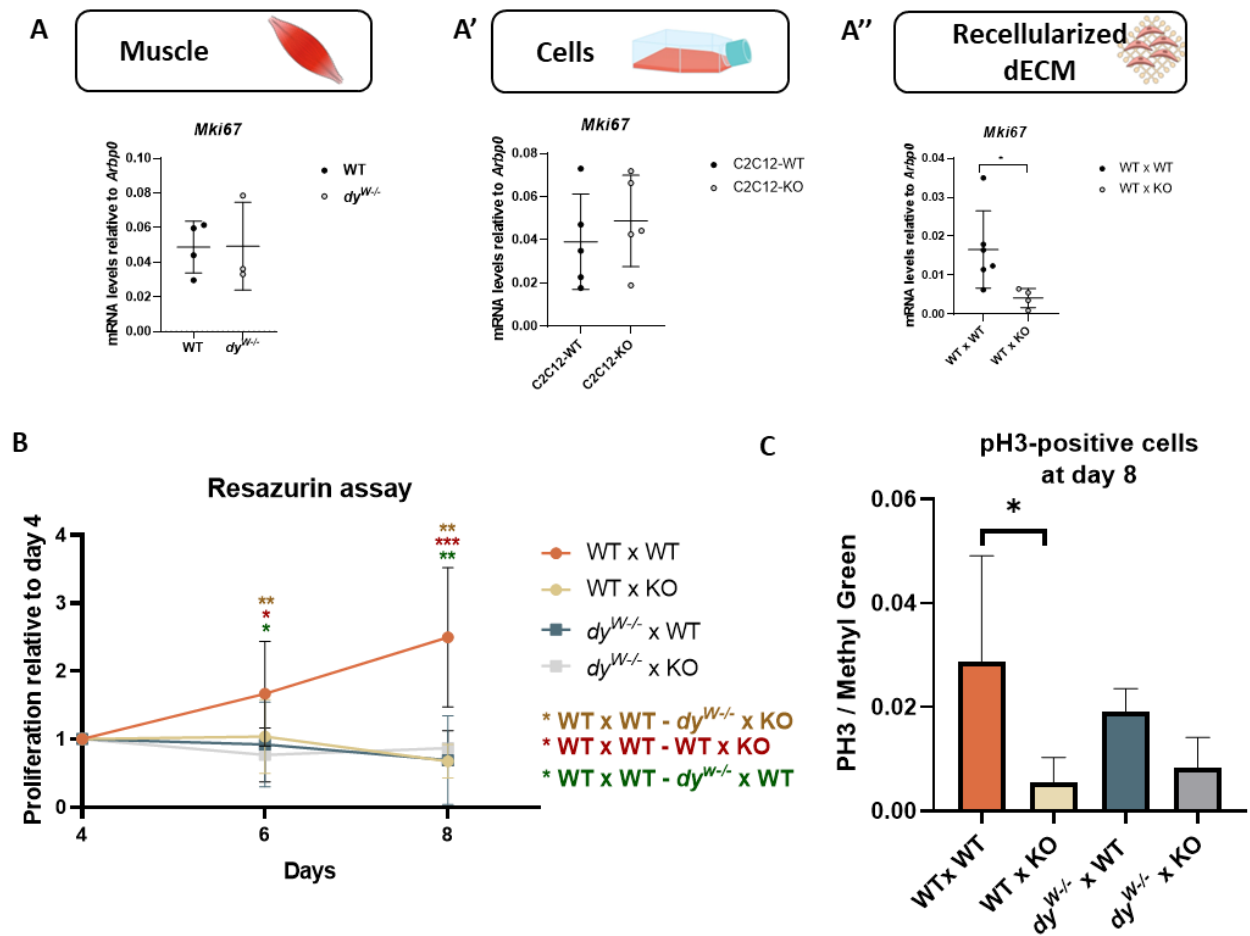 A
Muscle
Mki67
mRNA levels relative to Arbp0
0.10
0.08
0.06
0.04
0.02
0.00
WT
dyW-/-
WT
dyW-/-
A'
Cells
Mki67
mRNA levels relative to Arbp0
0.08
0.06
0.04
0.02
0.00
C2C12-WT
C2C12-KO
C2C12-WT
C2C12-KO
A''
Recellularized
dECM
Mki67
mRNA levels relative to Arbp0
0.04
0.03
0.02
0.01
0.00
*
WT x WT
WT x KO
WT x WT
WT x KO
B
Resazurin assay
Proliferation relative to day 4
4
3
2
1
0
**
*
*
**
***
**
4
6
8
Days
WT x WT
WT x KO
dyW-/- x WT
dyW-/- x KO
* WT x WT - dyW-/- x KO
* WT x WT - WT x KO
* WT x WT - dyW-/- x WT
C
pH3-positive cells
at day 8
PH3 / Methyl Green
0.06
0.04
0.02
0.00
*
WTx WT
WT x KO
dyW-/- x WT
dyW-/- x KO